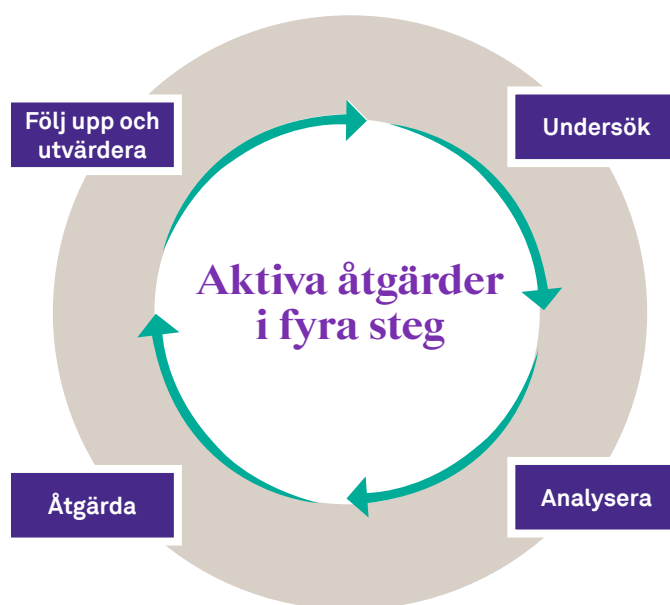 Följ upp och
utvärdera
Undersök
Aktiva åtgärder
i fyra steg
Åtgärda
Analysera